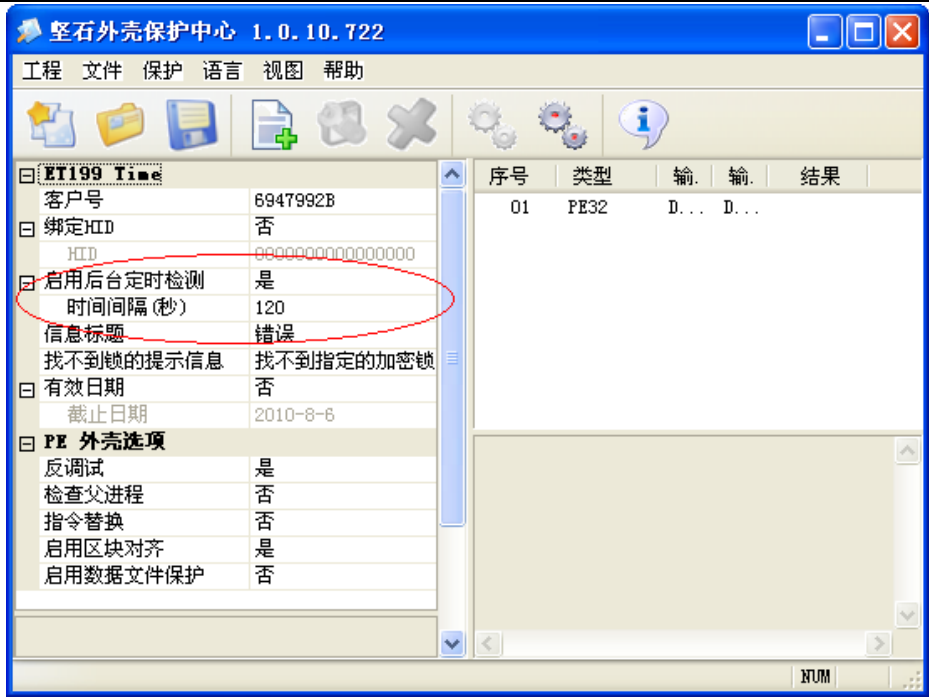 坚石外壳保护中心 1.0.10.722
工程 文件 保护 语言 视图 帮助
ET199 Time
客户号 6947992B
绑定HID 否
HID 0000000000000000
启用后台定时检测 是
时间间隔(秒) 120
信息标题 错误
找不到锁的提示信息 找不到指定的加密锁
有效日期 否
截止日期 2010-8-6
PE 外壳选项
反调试 是
检查父进程 否
指令替换 否
启用区块对齐 是
启用数据文件保护 否
序号 类型 输. 输. 结果
01 PE32 D... D...
NUM